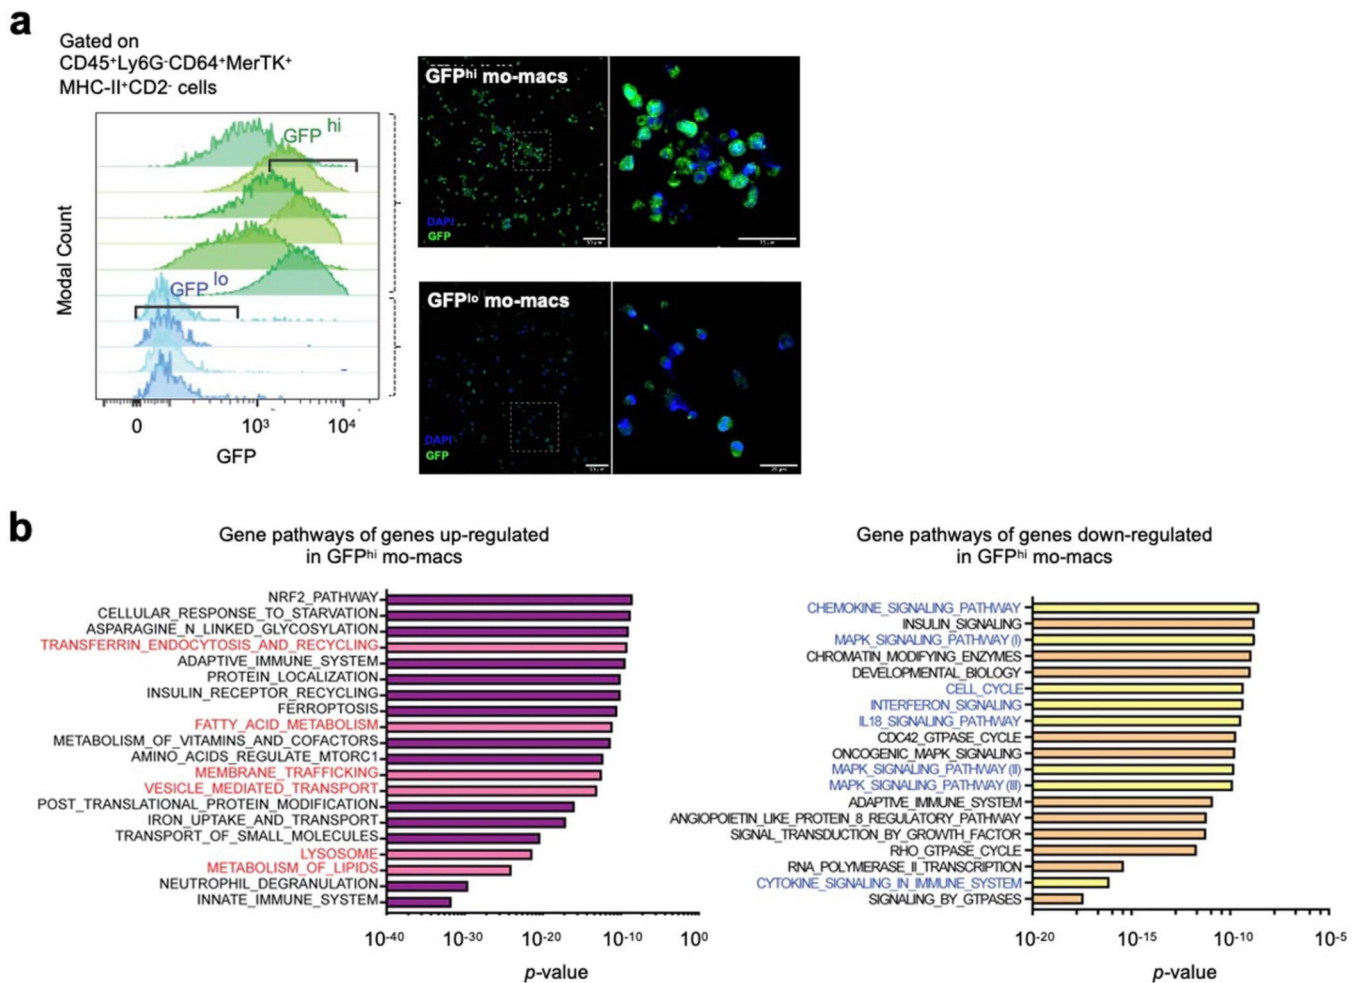 a
Gated on
CD45⁺Ly6G⁻CD64⁺MerTK⁺
MHC-II⁺CD2⁻ cells
Modal Count
GFP hi
GFP lo
0 10³ 10⁴
GFP
GFPʰⁱ mo-macs
DAPI
GFP
GFPˡᵒ mo-macs
DAPI
GFP
b
Gene pathways of genes up-regulated
in GFPʰⁱ mo-macs
NRF2_PATHWAY
CELLULAR_RESPONSE_TO_STARVATION
ASPARAGINE_N_LINKED_GLYCOSYLATION
TRANSFERRIN_ENDOCYTOSIS_AND_RECYCLING
ADAPTIVE_IMMUNE_SYSTEM
PROTEIN_LOCALIZATION
INSULIN_RECEPTOR_RECYCLING
FERROPTOSIS
FATTY_ACID_METABOLISM
METABOLISM_OF_VITAMINS_AND_COFACTORS
AMINO_ACIDS_REGULATE_MTORC1
MEMBRANE_TRAFFICKING
VESICLE_MEDIATED_TRANSPORT
POST_TRANSLATIONAL_PROTEIN_MODIFICATION
IRON_UPTAKE_AND_TRANSPORT
TRANSPORT_OF_SMALL_MOLECULES
LYSOSOME
METABOLISM_OF_LIPIDS
NEUTROPHIL_DEGRANULATION
INNATE_IMMUNE_SYSTEM
10⁻⁴⁰ 10⁻³⁰ 10⁻²⁰ 10⁻¹⁰ 10⁰
p-value
Gene pathways of genes down-regulated
in GFPʰⁱ mo-macs
CHEMOKINE_SIGNALING_PATHWAY
INSULIN_SIGNALING
MAPK_SIGNALING_PATHWAY (I)
CHROMATIN_MODIFYING_ENZYMES
DEVELOPMENTAL_BIOLOGY
CELL_CYCLE
INTERFERON_SIGNALING
IL18_SIGNALING_PATHWAY
CDC42_GTPASE_CYCLE
ONCOGENIC_MAPK_SIGNALING
MAPK_SIGNALING_PATHWAY (II)
MAPK_SIGNALING_PATHWAY (III)
ADAPTIVE_IMMUNE_SYSTEM
ANGIOPOIETIN_LIKE_PROTEIN_8_REGULATORY_PATHWAY
SIGNAL_TRANSDUCTION_BY_GROWTH_FACTOR
RHO_GTPASE_CYCLE
RNA_POLYMERASE_II_TRANSCRIPTION
CYTOKINE_SIGNALING_IN_IMMUNE_SYSTEM
SIGNALING_BY_GTPASES
10⁻²⁰ 10⁻¹⁵ 10⁻¹⁰ 10⁻⁵
p-value